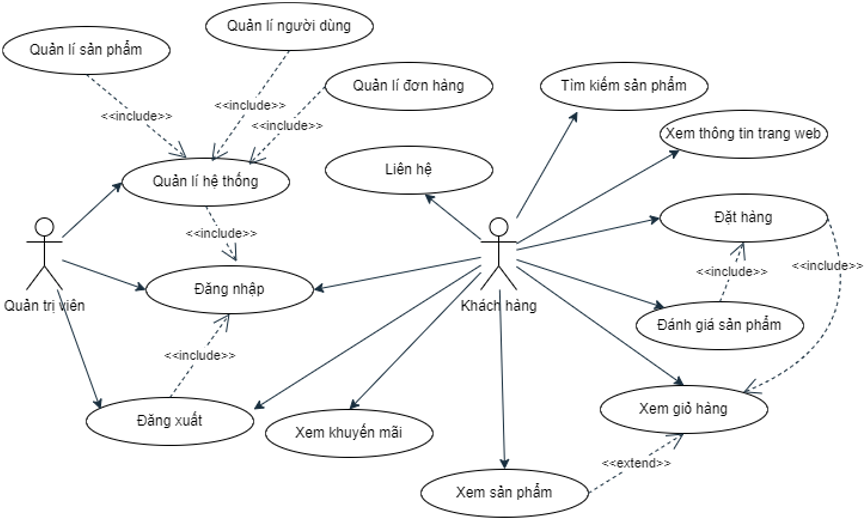 Quản lí người dùng
Quản lí sản phẩm
Quản lí đơn hàng
Tìm kiếm sản phẩm
<<include>>
<<include>>
<<include>>
Xem thông tin trang web
Liên hệ
Quản lí hệ thống
Đặt hàng
<<include>>
<<include>>
<<include>>
Đăng nhập
Quản trị viên
Khách hàng
Đánh giá sản phẩm
<<include>>
Xem giỏ hàng
Đăng xuất
Xem khuyến mãi
<<extend>>
Xem sản phẩm